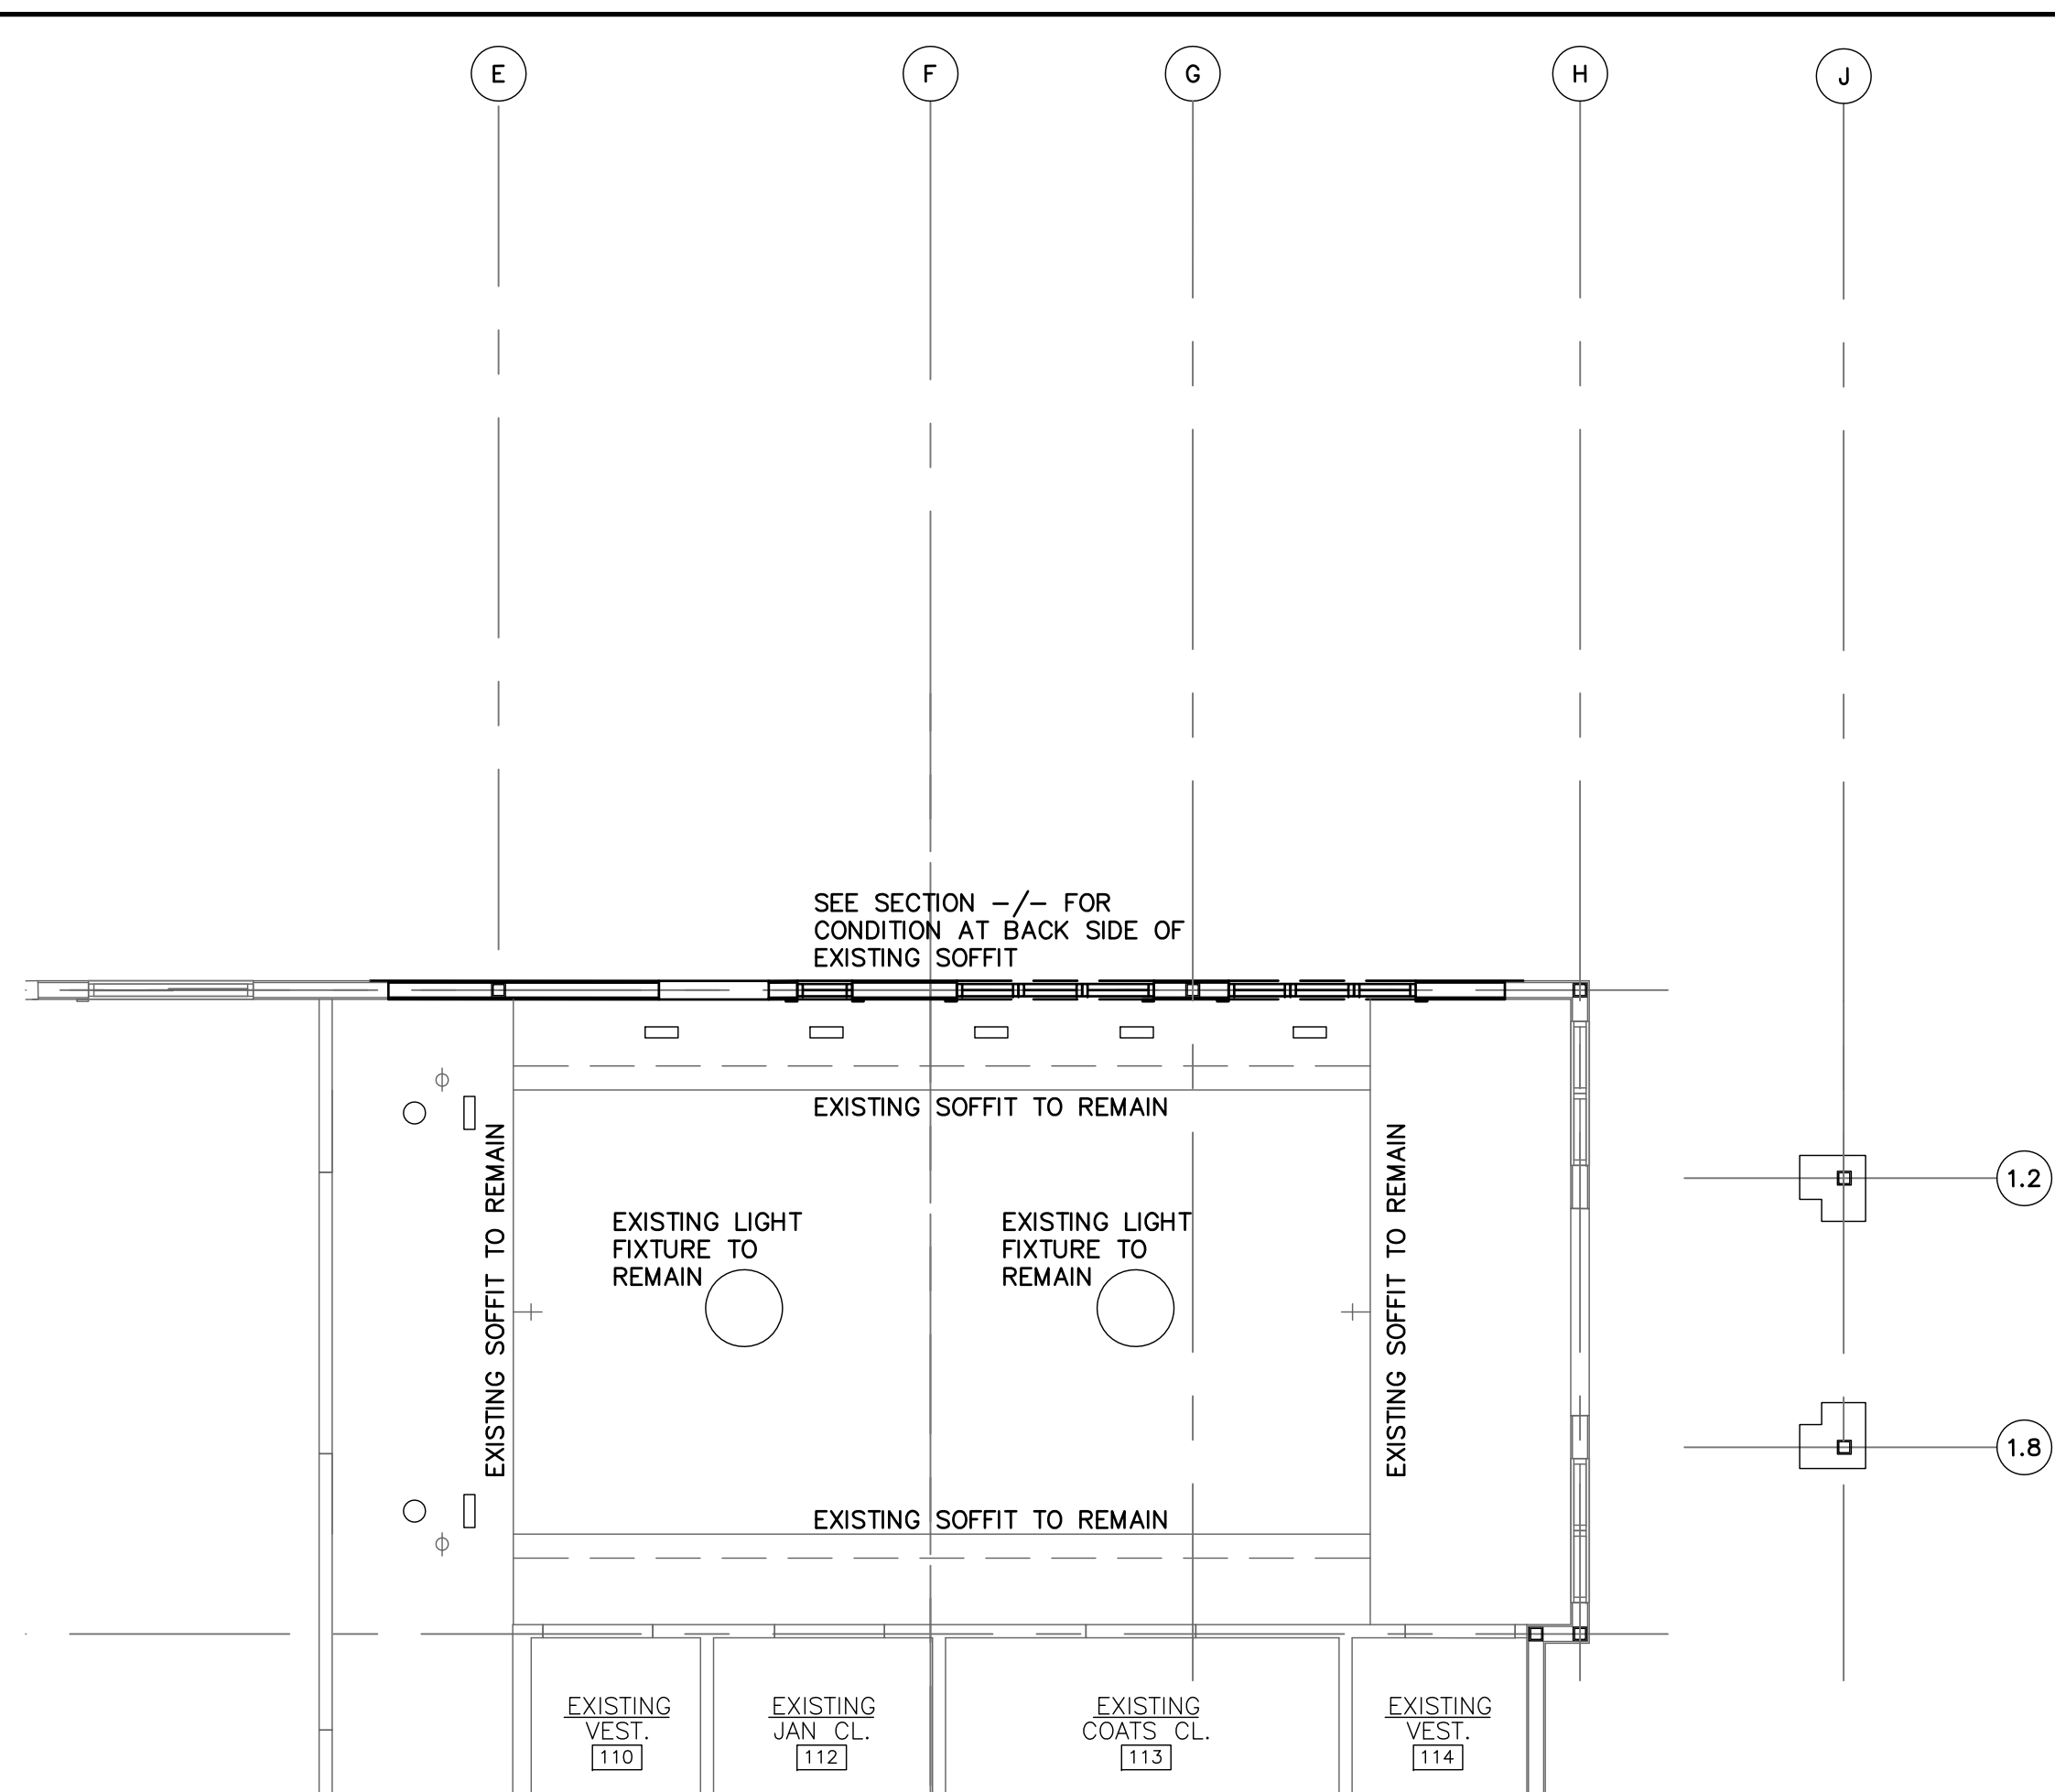 E
F
G
H
J
SEE SECTION -/- FOR
CONDITION AT BACK SIDE OF
EXISTING SOFFIT
EXISTING SOFFIT TO REMAIN
EXISTING SOFFIT TO REMAIN
EXISTING SOFFIT TO REMAIN
1.2
EXISTING LIGHT
FIXTURE TO
REMAIN
EXISTING LIGHT
FIXTURE TO
REMAIN
1.8
EXISTING SOFFIT TO REMAIN
EXISTING
VEST.
110
EXISTING
JAN CL.
112
EXISTING
COATS CL.
113
EXISTING
VEST.
114